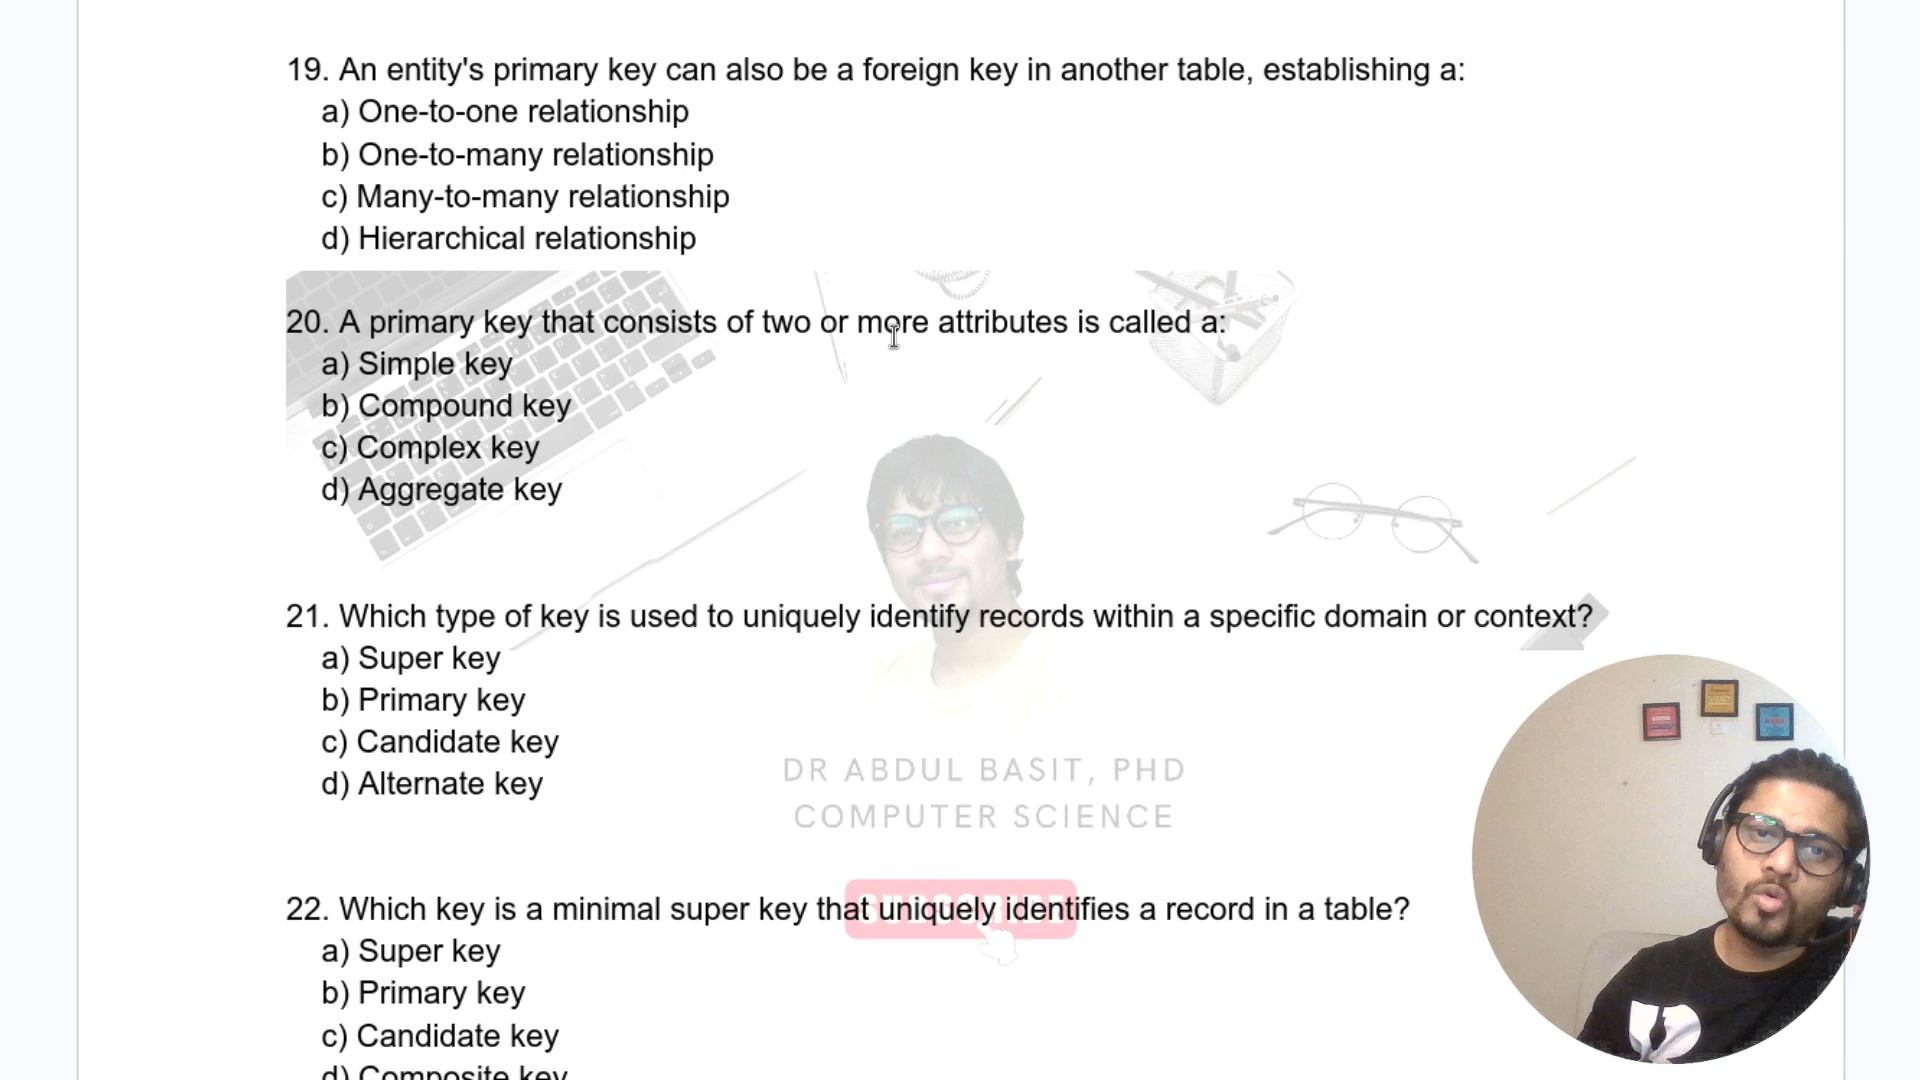 19. An entity's primary key can also be a foreign key in another table, establishing a:
a) One-to-one relationship
b) One-to-many relationship
c) Many-to-many relationship
d) Hierarchical relationship
20. A primary key that consists of two or more attributes is called a:
a) Simple key
b) Compound key
c) Complex key
d) Aggregate key
21. Which type of key is used to uniquely identify records within a specific domain or context?
a) Super key
b) Primary key
c) Candidate key
d) Alternate key
DR ABDUL BASIT, PHD
COMPUTER SCIENCE
SUBSCRIBE
22. Which key is a minimal super key that uniquely identifies a record in a table?
a) Super key
b) Primary key
c) Candidate key
d) Composite key